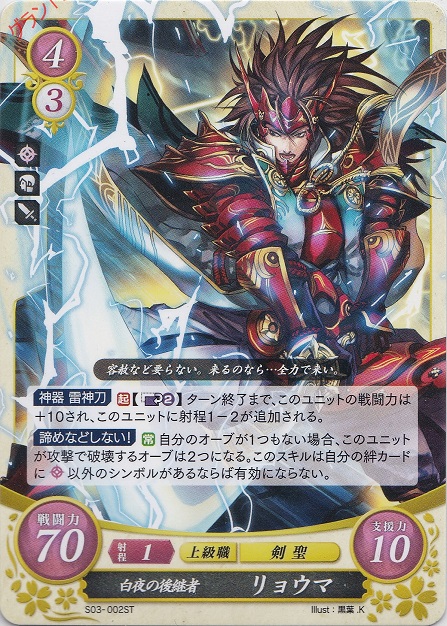 4
3
容赦など要らない。来るのなら…全力で来い。
神器 雷神刀 起【2】ターン終了まで、このユニットの戦闘力は
+10され、このユニットに射程1-2が追加される。
諦めなどしない! 常 自分のオーブが1つもない場合、このユニット
が攻撃で破壊するオーブは2つになる。このスキルは自分の絆カード
に以外のシンボルがあるならば有効にならない。
戦闘力
70
射程 1 上級職 剣聖
支援力
10
白夜の後継者 リョウマ
S03-002ST Illust:黒葉.K